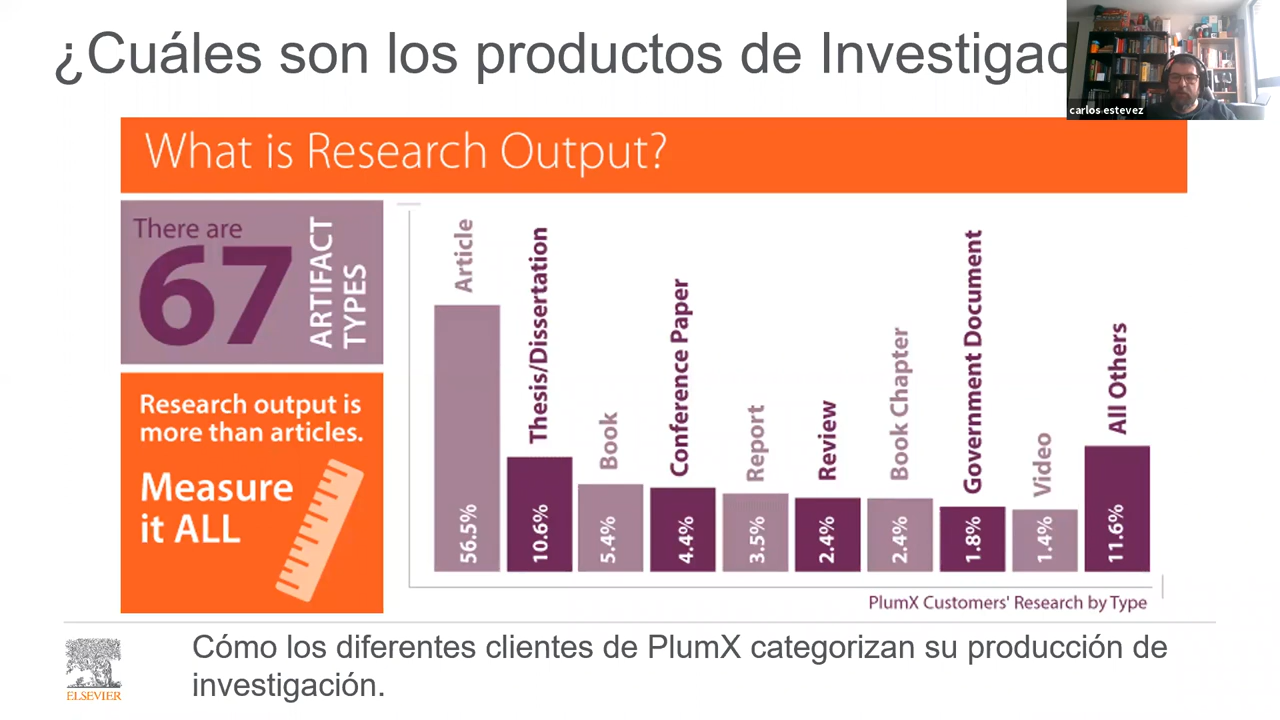 ¿Cuáles son los productos de Investigac
carlos estevez
What is Research Output?
There are
67
ARTIFACT
TYPES
Research output is
more than articles.
Measure
it ALL
Article
Thesis/Dissertation
Book
Conference Paper
Report
Review
Book Chapter
Government Document
Video
All Others
56.5%
10.6%
5.4%
4.4%
3.5%
2.4%
2.4%
1.8%
1.4%
11.6%
PlumX Customers' Research by Type
Cómo los diferentes clientes de PlumX categorizan su producción de
investigación.
ELSEVIER